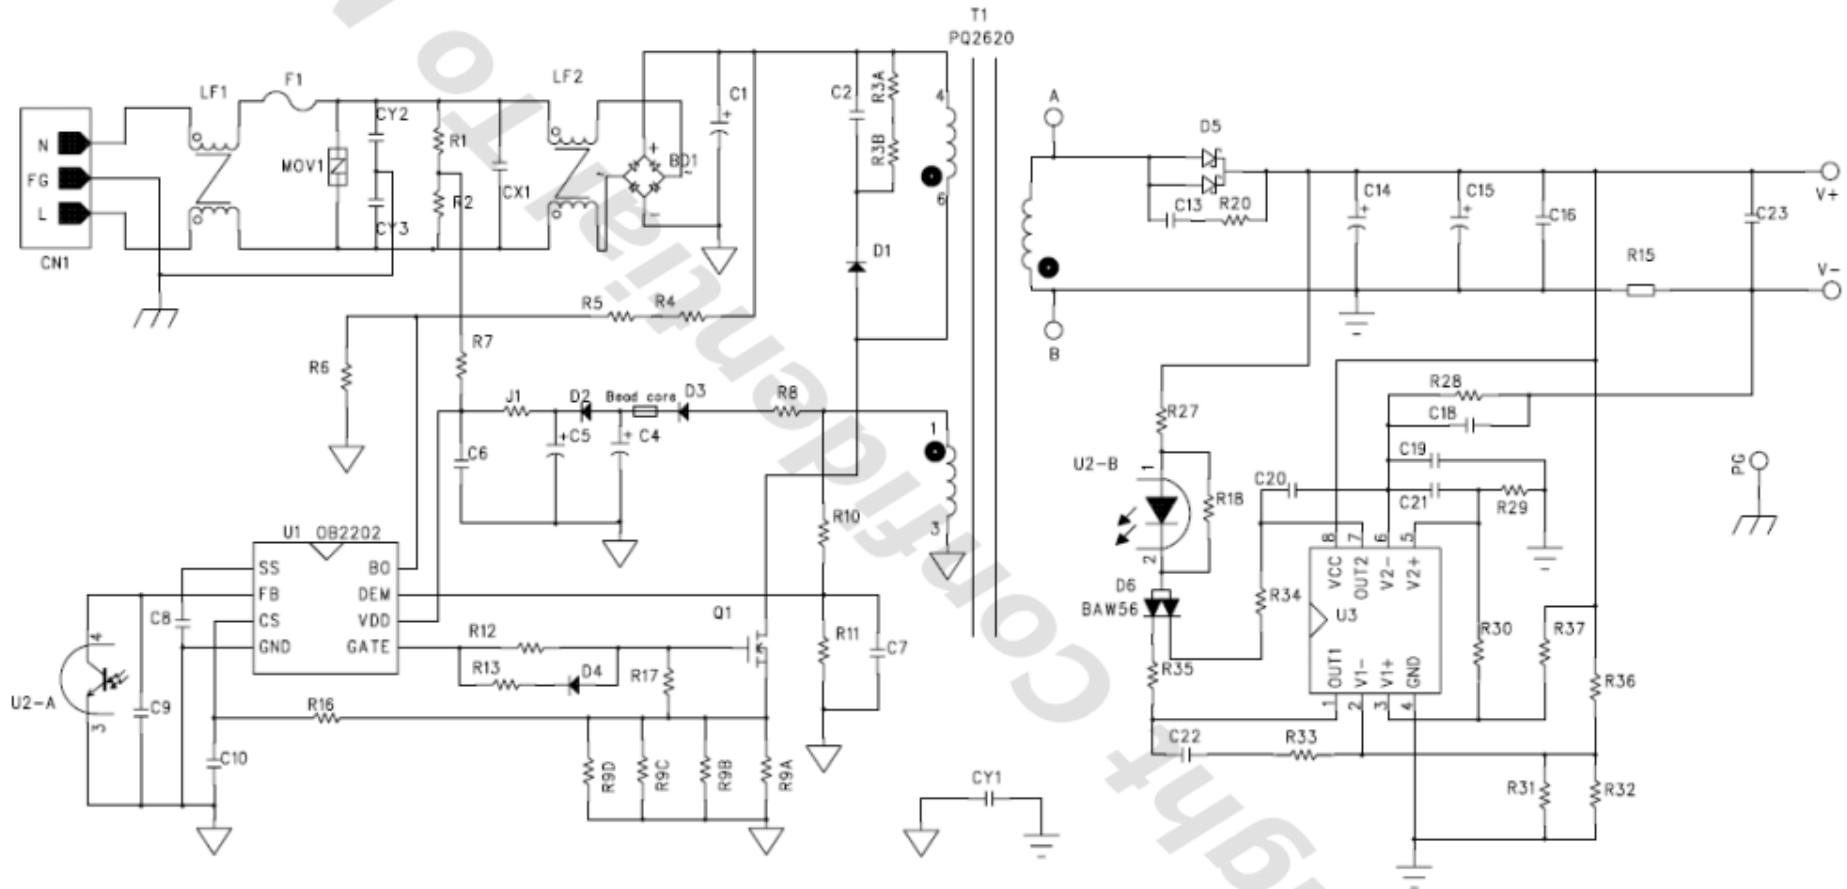 T1
PQ2620
LF1
F1
LF2
CY2
R1
MOV1
R2
CX1
CY3
N
FG
L
CN1
BD1
+
~
~
-
C1
+
C2
R3A
R3B
4
6
D1
A
B
D5
C13
R20
C14
+
C15
+
C16
C23
R15
V+
V-
R5
R4
R6
R7
J1
D2
Bead core
D3
R8
C6
+C5
+
C4
1
3
R10
U1 OB2202
SS
FB
CS
GND
BO
DEM
VDD
GATE
C8
C9
C10
4
U2-A
3
R12
R13
D4
R17
Q1
R11
C7
R16
R9D
R9C
R9B
R9A
CY1
R27
U2-B
1
2
R18
D6
BAW56
R28
C18
C19
C20
C21
R29
PG
8
7
6
5
VCC
OUT2
V2-
V2+
U3
OUT1
V1-
V1+
GND
1
2
3
4
R34
R35
R30
R37
R36
C22
R33
R31
R32
ght Confidential To